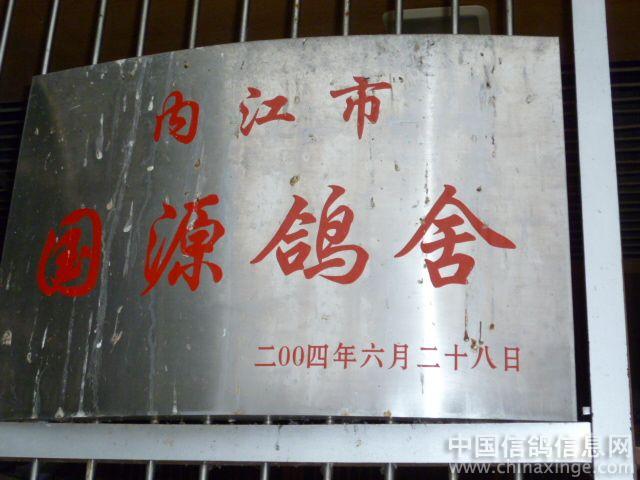 内江市
国源鸽舍
二00四年六月二十八日
中国信鸽信息网
www.chinaxinge.com